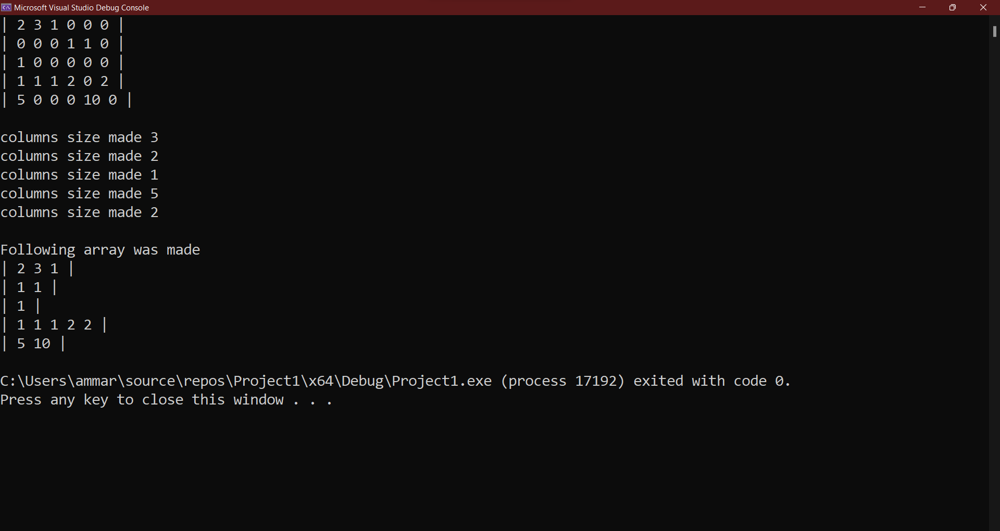 Microsoft Visual Studio Debug Console
| 2 3 1 0 0 0 |
| 0 0 0 1 1 0 |
| 1 0 0 0 0 0 |
| 1 1 1 2 0 2 |
| 5 0 0 0 10 0 |
columns size made 3
columns size made 2
columns size made 1
columns size made 5
columns size made 2
Following array was made
| 2 3 1 |
| 1 1 |
| 1 |
| 1 1 1 2 2 |
| 5 10 |
C:\Users\ammar\source\repos\Project1\x64\Debug\Project1.exe (process 17192) exited with code 0.
Press any key to close this window . . .